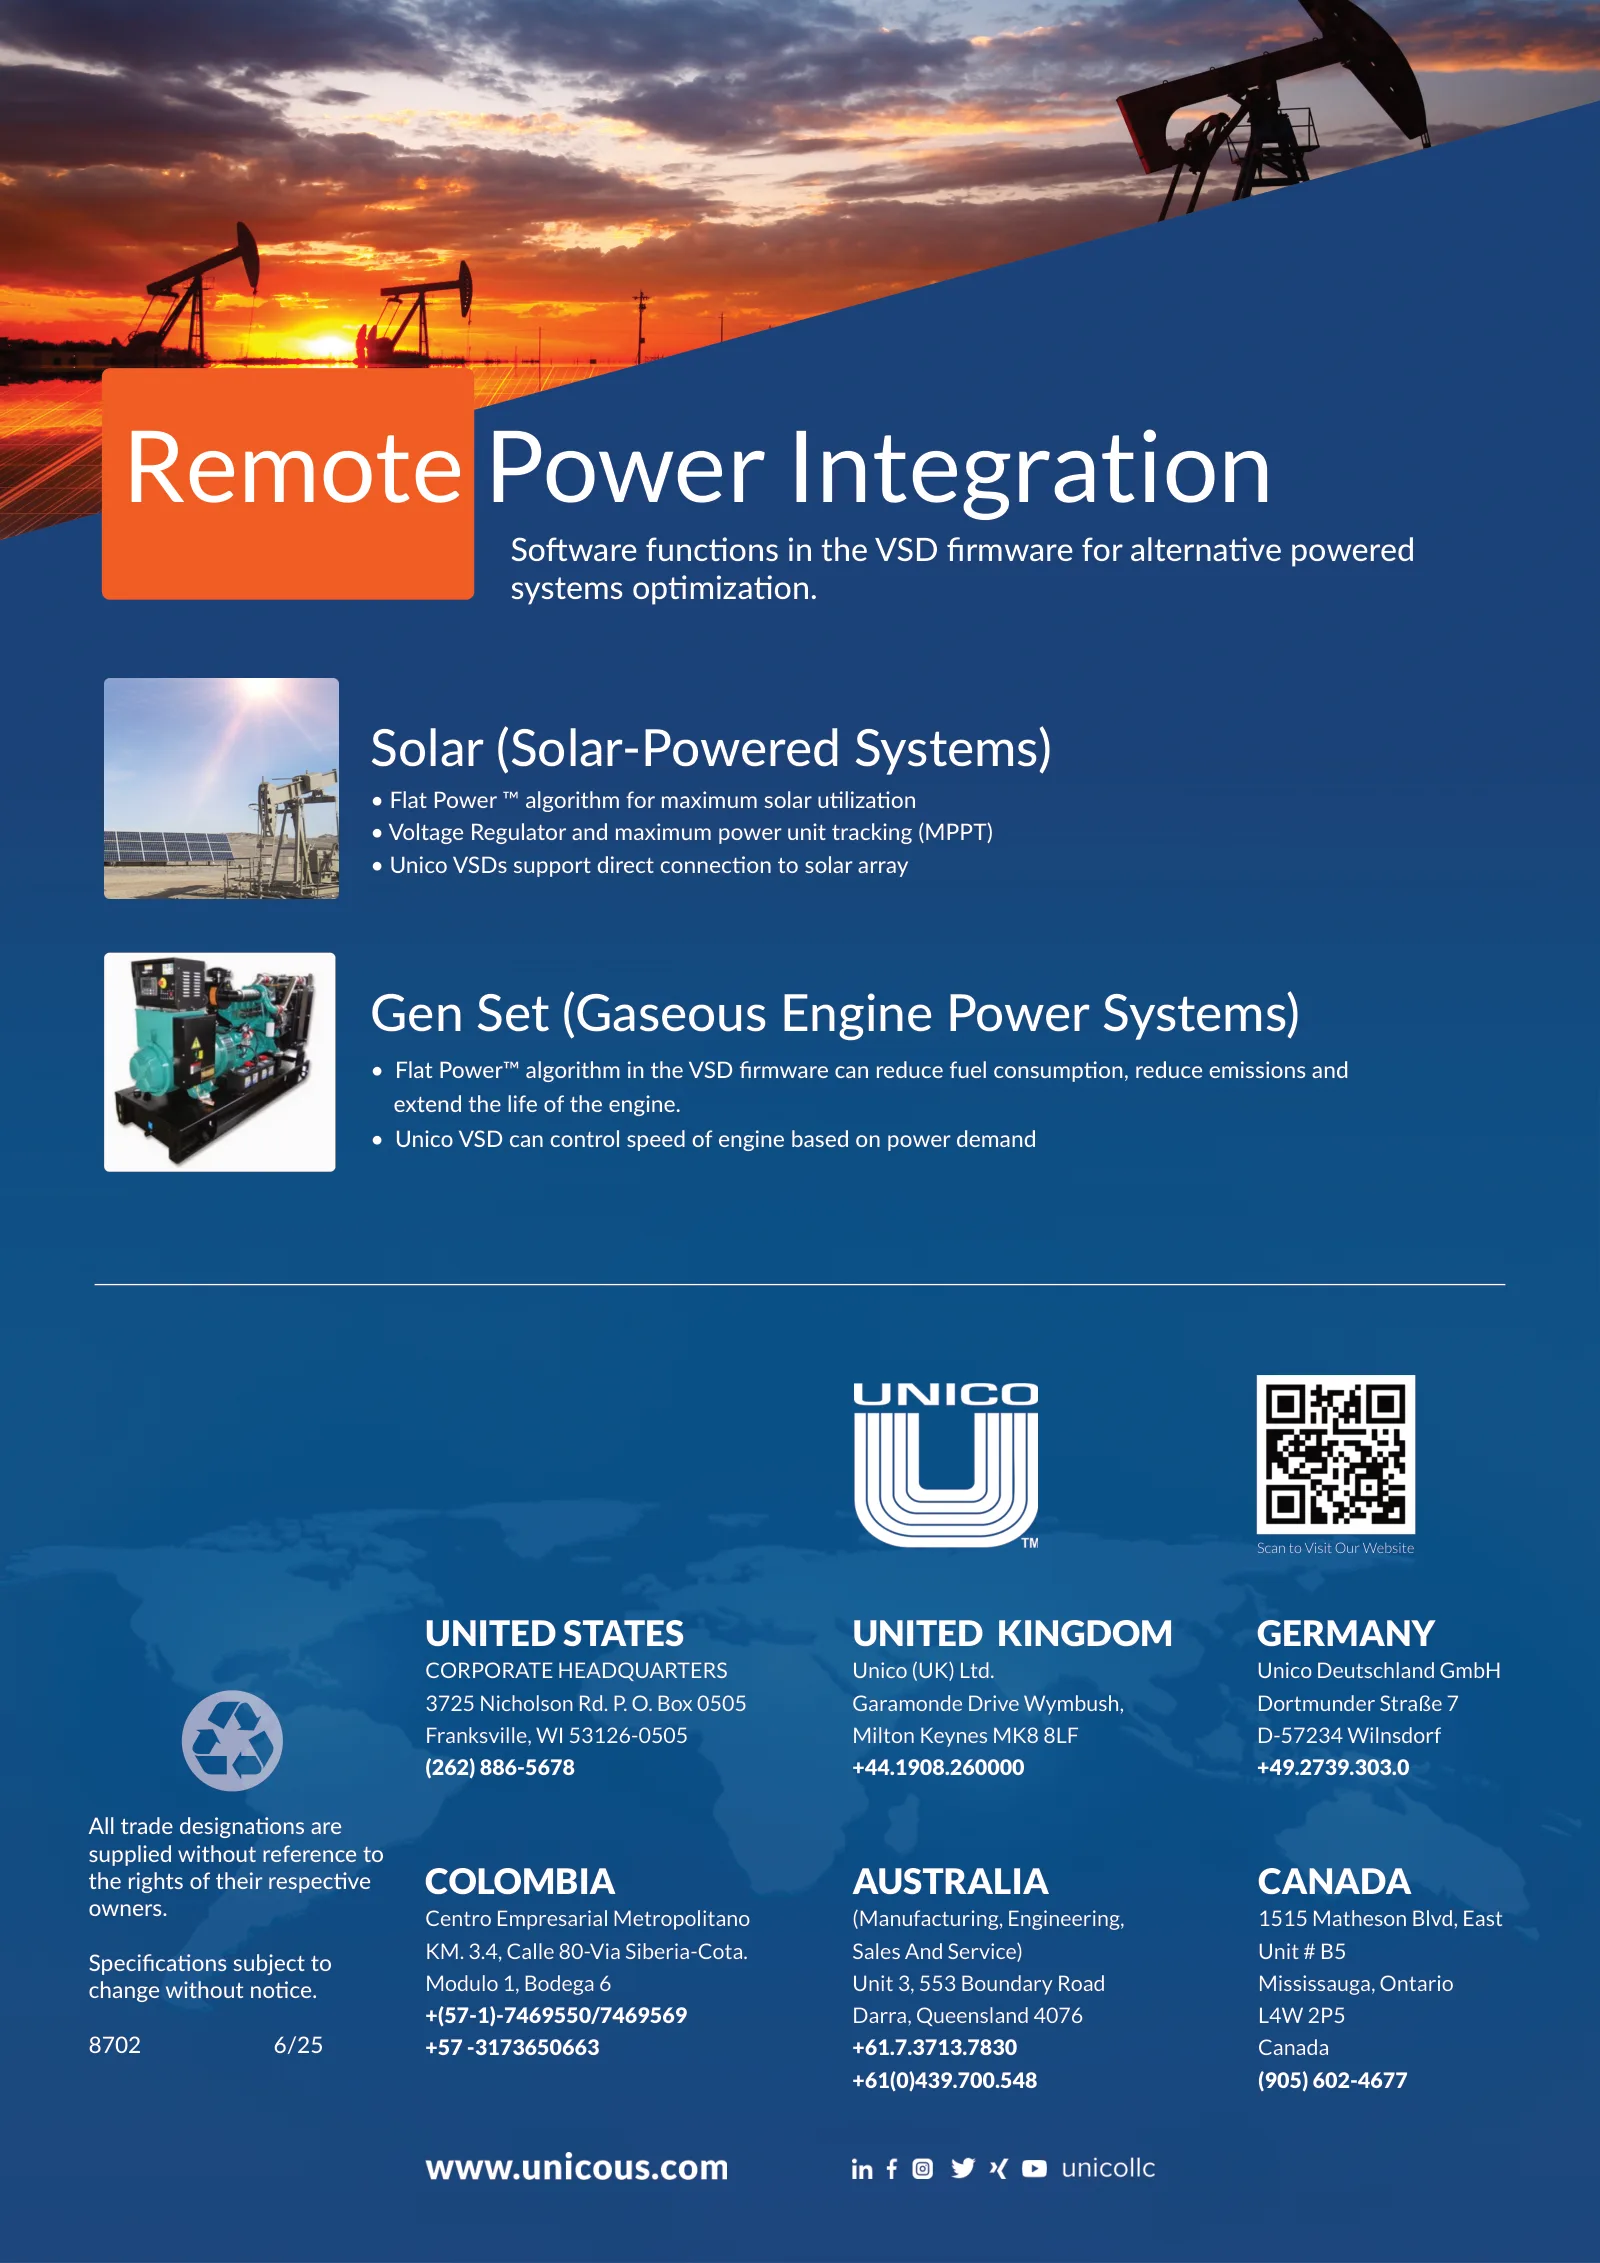 Remote Power Integration
Software functions in the VSD firmware for alternative powered
systems optimization.
Solar (Solar-Powered Systems)
• Flat Power ™ algorithm for maximum solar utilization
• Voltage Regulator and maximum power unit tracking (MPPT)
• Unico VSDs support direct connection to solar array
Gen Set (Gaseous Engine Power Systems)
• Flat Power™ algorithm in the VSD firmware can reduce fuel consumption, reduce emissions and
extend the life of the engine.
• Unico VSD can control speed of engine based on power demand
UNICO
TM
Scan to Visit Our Website
UNITED STATES
CORPORATE HEADQUARTERS
3725 Nicholson Rd. P. O. Box 0505
Franksville, WI 53126-0505
(262) 886-5678
UNITED KINGDOM
Unico (UK) Ltd.
Garamonde Drive Wymbush,
Milton Keynes MK8 8LF
+44.1908.260000
GERMANY
Unico Deutschland GmbH
Dortmunder Straße 7
D-57234 Wilnsdorf
+49.2739.303.0
All trade designations are
supplied without reference to
the rights of their respective
owners.
Specifications subject to
change without notice.
8702 6/25
COLOMBIA
Centro Empresarial Metropolitano
KM. 3.4, Calle 80-Via Siberia-Cota.
Modulo 1, Bodega 6
+(57-1)-7469550/7469569
+57 -3173650663
AUSTRALIA
(Manufacturing, Engineering,
Sales And Service)
Unit 3, 553 Boundary Road
Darra, Queensland 4076
+61.7.3713.7830
+61(0)439.700.548
CANADA
1515 Matheson Blvd, East
Unit # B5
Mississauga, Ontario
L4W 2P5
Canada
(905) 602-4677
www.unicous.com
unicollc